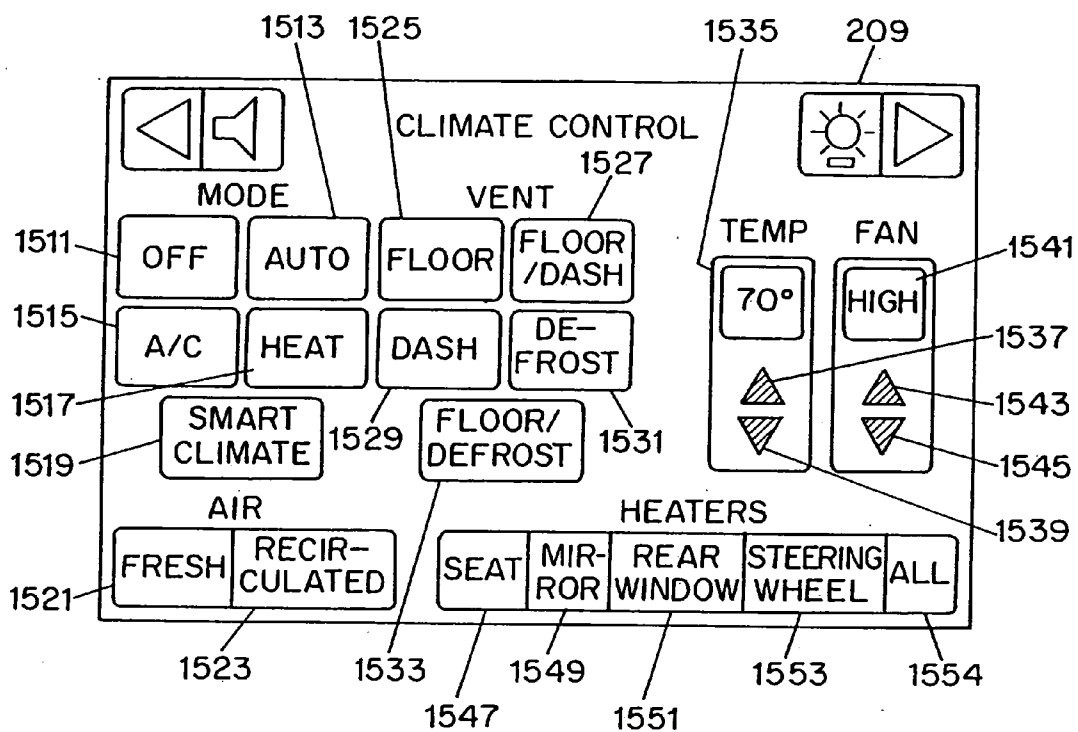 1513 1525 1535 209
CLIMATE CONTROL
1527
MODE VENT
TEMP FAN
1511 OFF AUTO FLOOR FLOOR
/DASH
70° HIGH 1541
1515 A/C HEAT DASH DE-
FROST
1537
1517
1543
1519 SMART
CLIMATE
1529 FLOOR/
DEFROST
1531
1545
1539
AIR HEATERS
1521 FRESH RECIR-
CULATED
SEAT MIR-
ROR
REAR
WINDOW
STEERING
WHEEL
ALL
1523 1533 1549 1553 1554
1547 1551